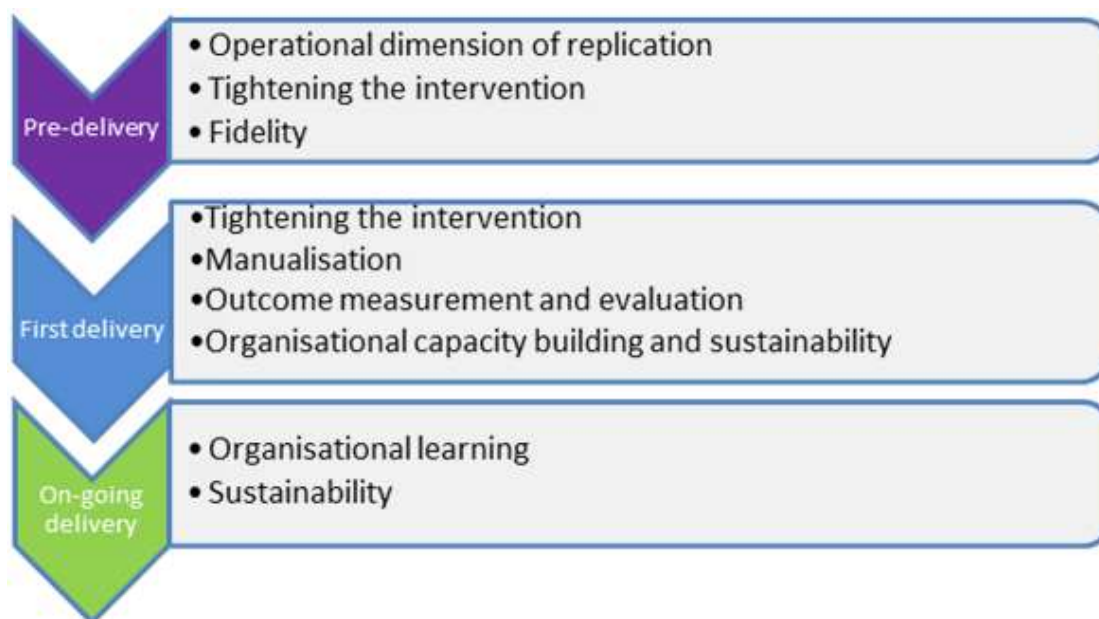 Pre-delivery
• Operational dimension of replication
• Tightening the intervention
• Fidelity
First delivery
•Tightening the intervention
•Manualisation
•Outcome measurement and evaluation
•Organisational capacity building and sustainability
On-going
delivery
• Organisational learning
• Sustainability